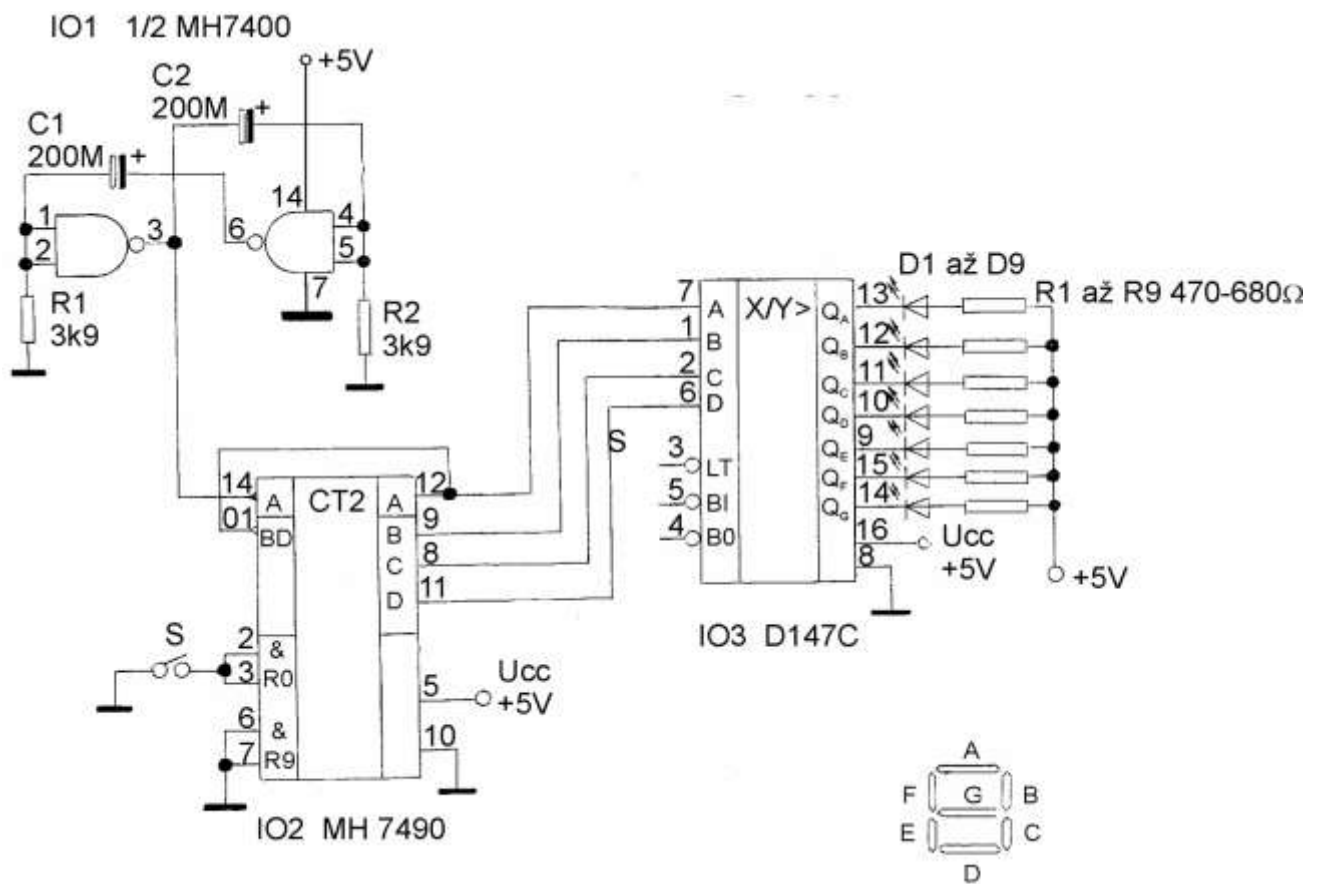 IO1 1/2 MH7400
+5V
C2
200M +
C1
200M +
14
1
2
3
6
4
5
7
R1
3k9
R2
3k9
D1 až D9
R1 až R9 470-680Ω
7 A X/Y> QA 13
1 B QB 12
2 C QC 11
6 D QD 10
S
QE 9
3 LT QF 15
5 BI QG 14
4 B0 16 Ucc
+5V
8
+5V
IO3 D147C
14 A CT2 A 12
01 BD B 9
C 8
D 11
S
2 &
3 R0
5 Ucc
+5V
6 &
7 R9
10
IO2 MH 7490
A
F G B
E C
D